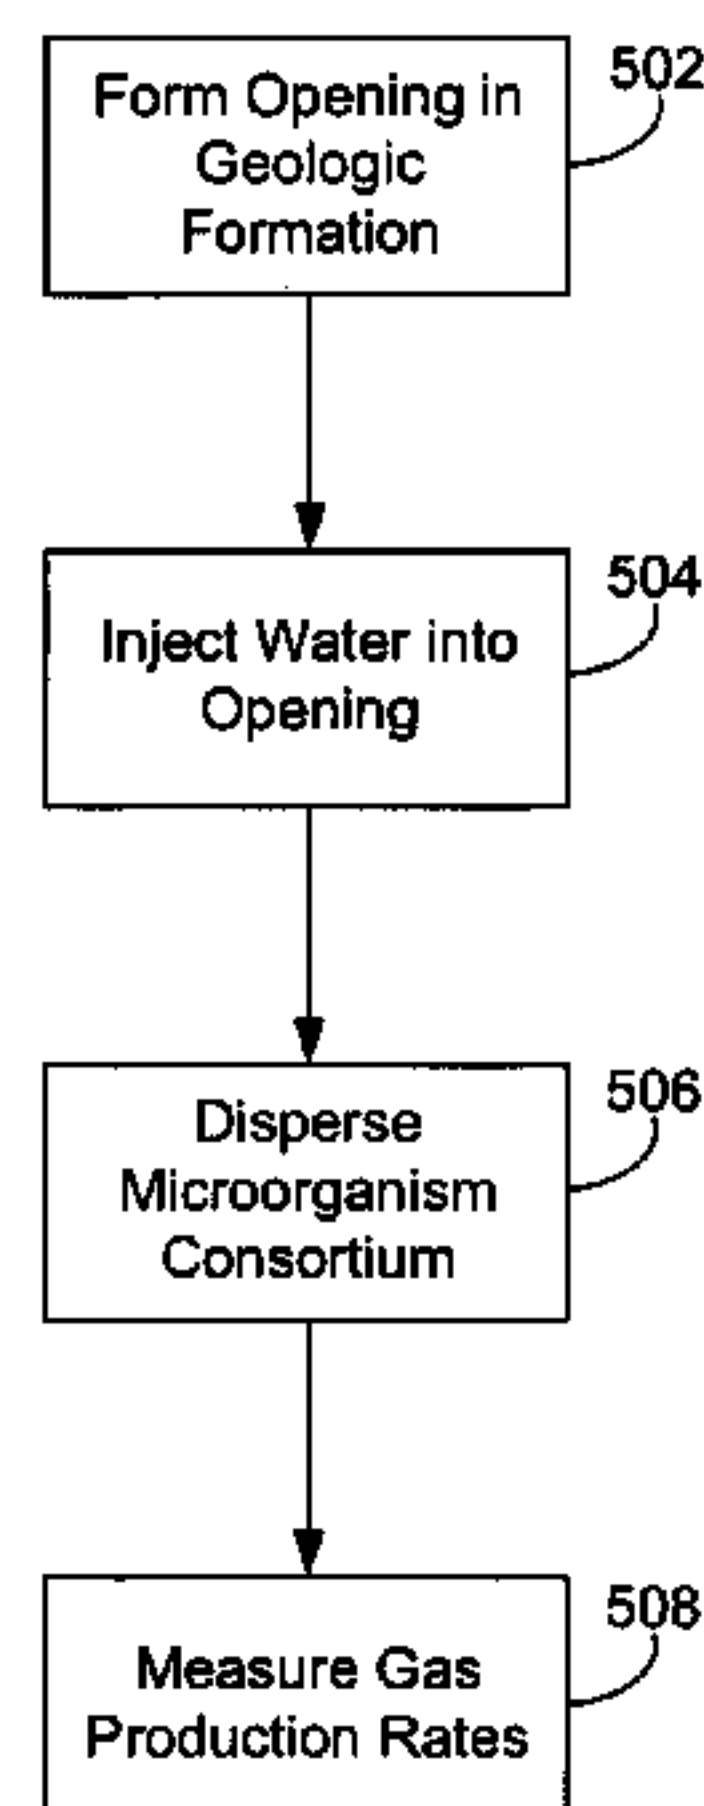 Form Opening in
Geologic
Formation
502
Inject Water into
Opening
504
Disperse
Microorganism
Consortium
506
Measure Gas
Production Rates
508